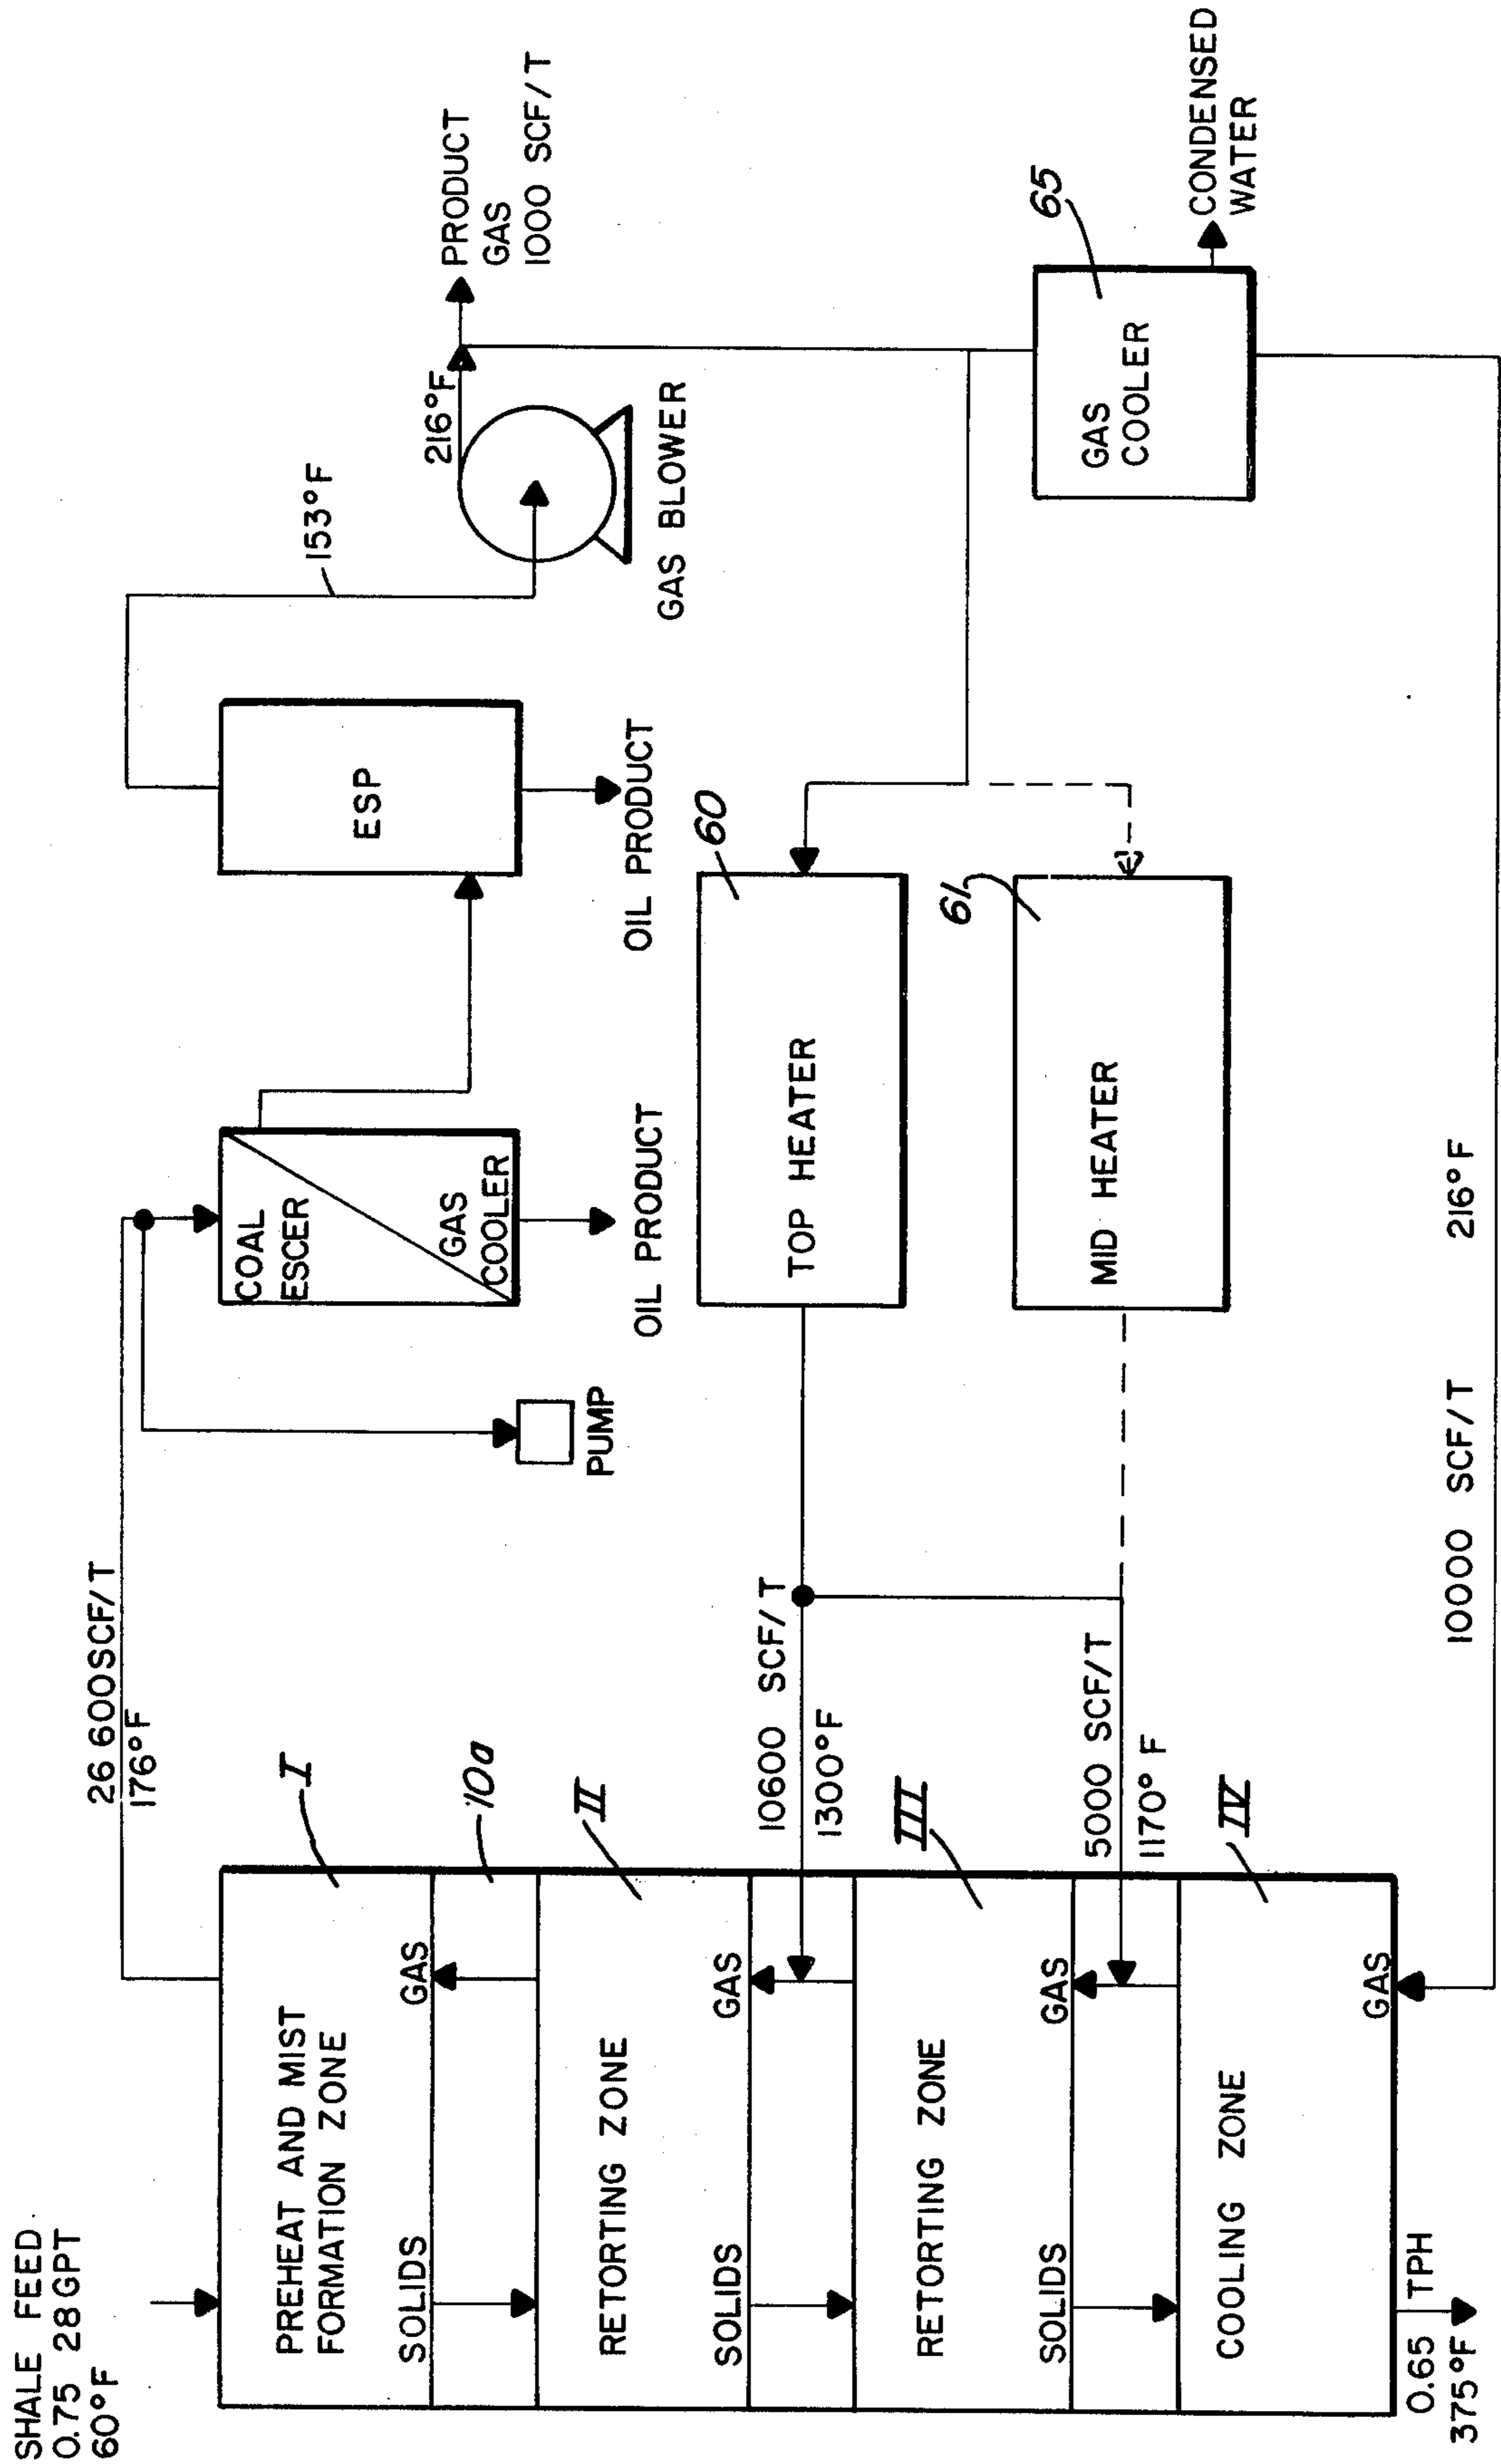 SHALE FEED
0.75 28 GPT
60°F
26 600 SCF/T
176°F
PREHEAT AND MIST
FORMATION ZONE
I
SOLIDS
GAS
10a
RETORTING ZONE
II
SOLIDS
GAS
10600 SCF/T
1300°F
RETORTING ZONE
III
SOLIDS
GAS
5000 SCF/T
1170°F
COOLING ZONE
IV
GAS
0.65 TPH
375°F
PUMP
COAL
ESCER
GAS
COOLER
OIL PRODUCT
ESP
OIL PRODUCT
153°F
216°F
GAS BLOWER
PRODUCT
GAS
1000 SCF/T
TOP HEATER
60
MID HEATER
61
GAS
COOLER
65
CONDENSED
WATER
10000 SCF/T
216°F